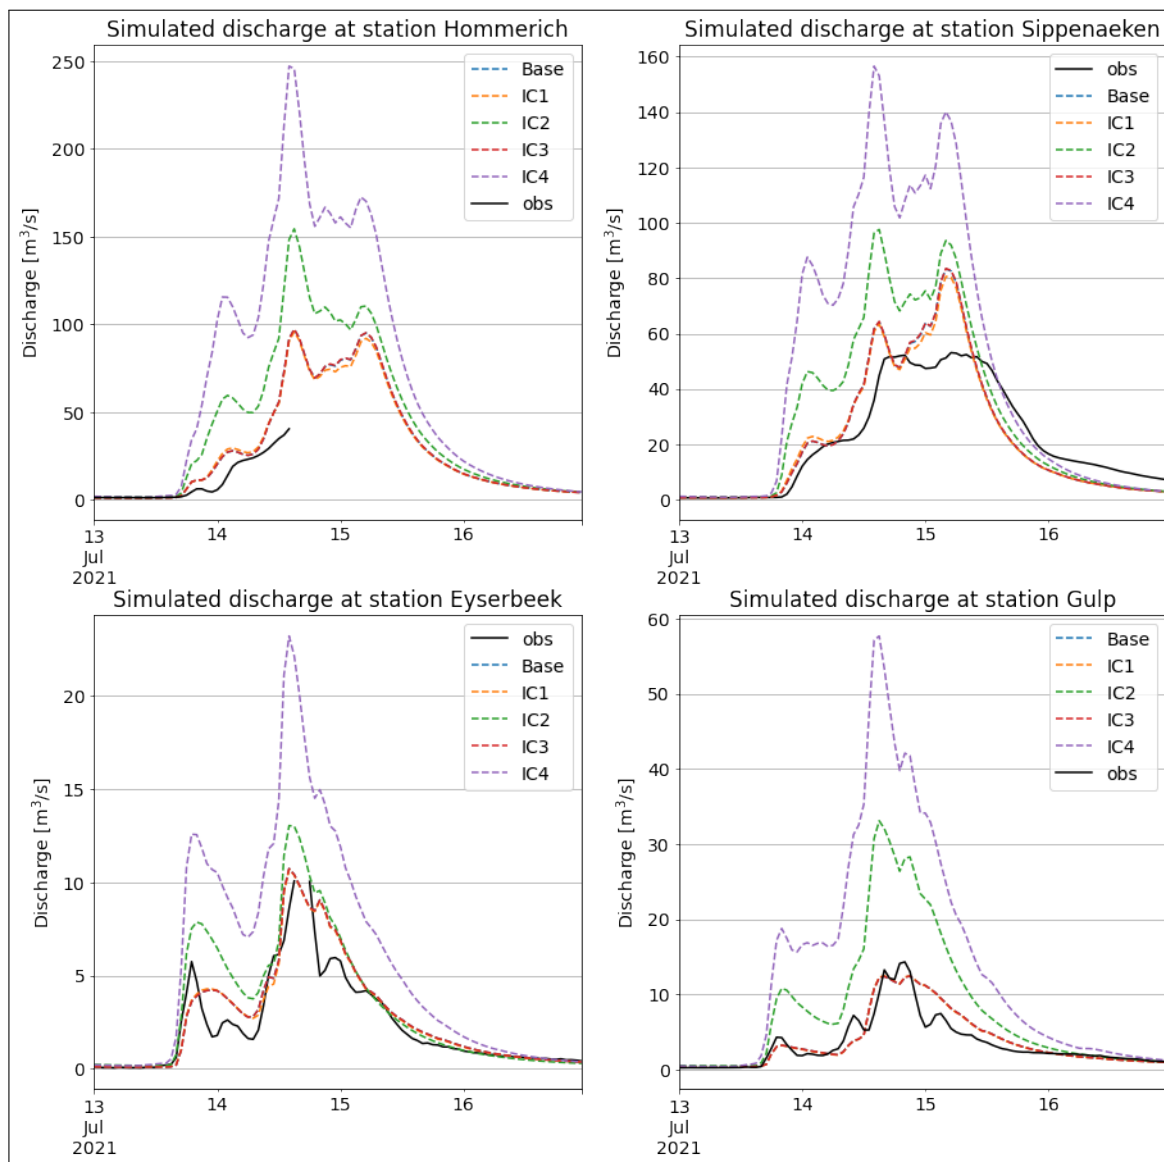 Simulated discharge at station Hommerich
Discharge [m³/s]
250
200
150
100
50
0
Base
IC1
IC2
IC3
IC4
obs
13
Jul
2021
14
15
16
Simulated discharge at station Sippenaeken
Discharge [m³/s]
160
140
120
100
80
60
40
20
0
obs
Base
IC1
IC2
IC3
IC4
13
Jul
2021
14
15
16
Simulated discharge at station Eyserbeek
Discharge [m³/s]
20
15
10
5
0
obs
Base
IC1
IC2
IC3
IC4
13
Jul
2021
14
15
16
Simulated discharge at station Gulp
Discharge [m³/s]
60
50
40
30
20
10
0
Base
IC1
IC2
IC3
IC4
obs
13
Jul
2021
14
15
16